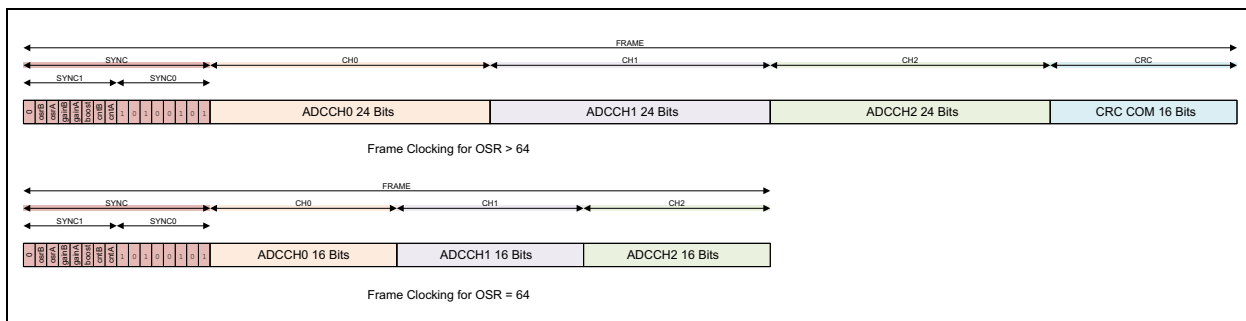 FRAME
SYNC CH0 CH1 CH2 CRC
SYNC1 SYNC0
0 osrB osrA gainB gainA boost cntB cntA 1 0 1 0 0 1 0 1 ADCCH0 24 Bits ADCCH1 24 Bits ADCCH2 24 Bits CRC COM 16 Bits
Frame Clocking for OSR > 64
FRAME
SYNC CH0 CH1 CH2
SYNC1 SYNC0
0 osrB osrA gainB gainA boost cntB cntA 1 0 1 0 0 1 0 1 ADCCH0 16 Bits ADCCH1 16 Bits ADCCH2 16 Bits
Frame Clocking for OSR = 64